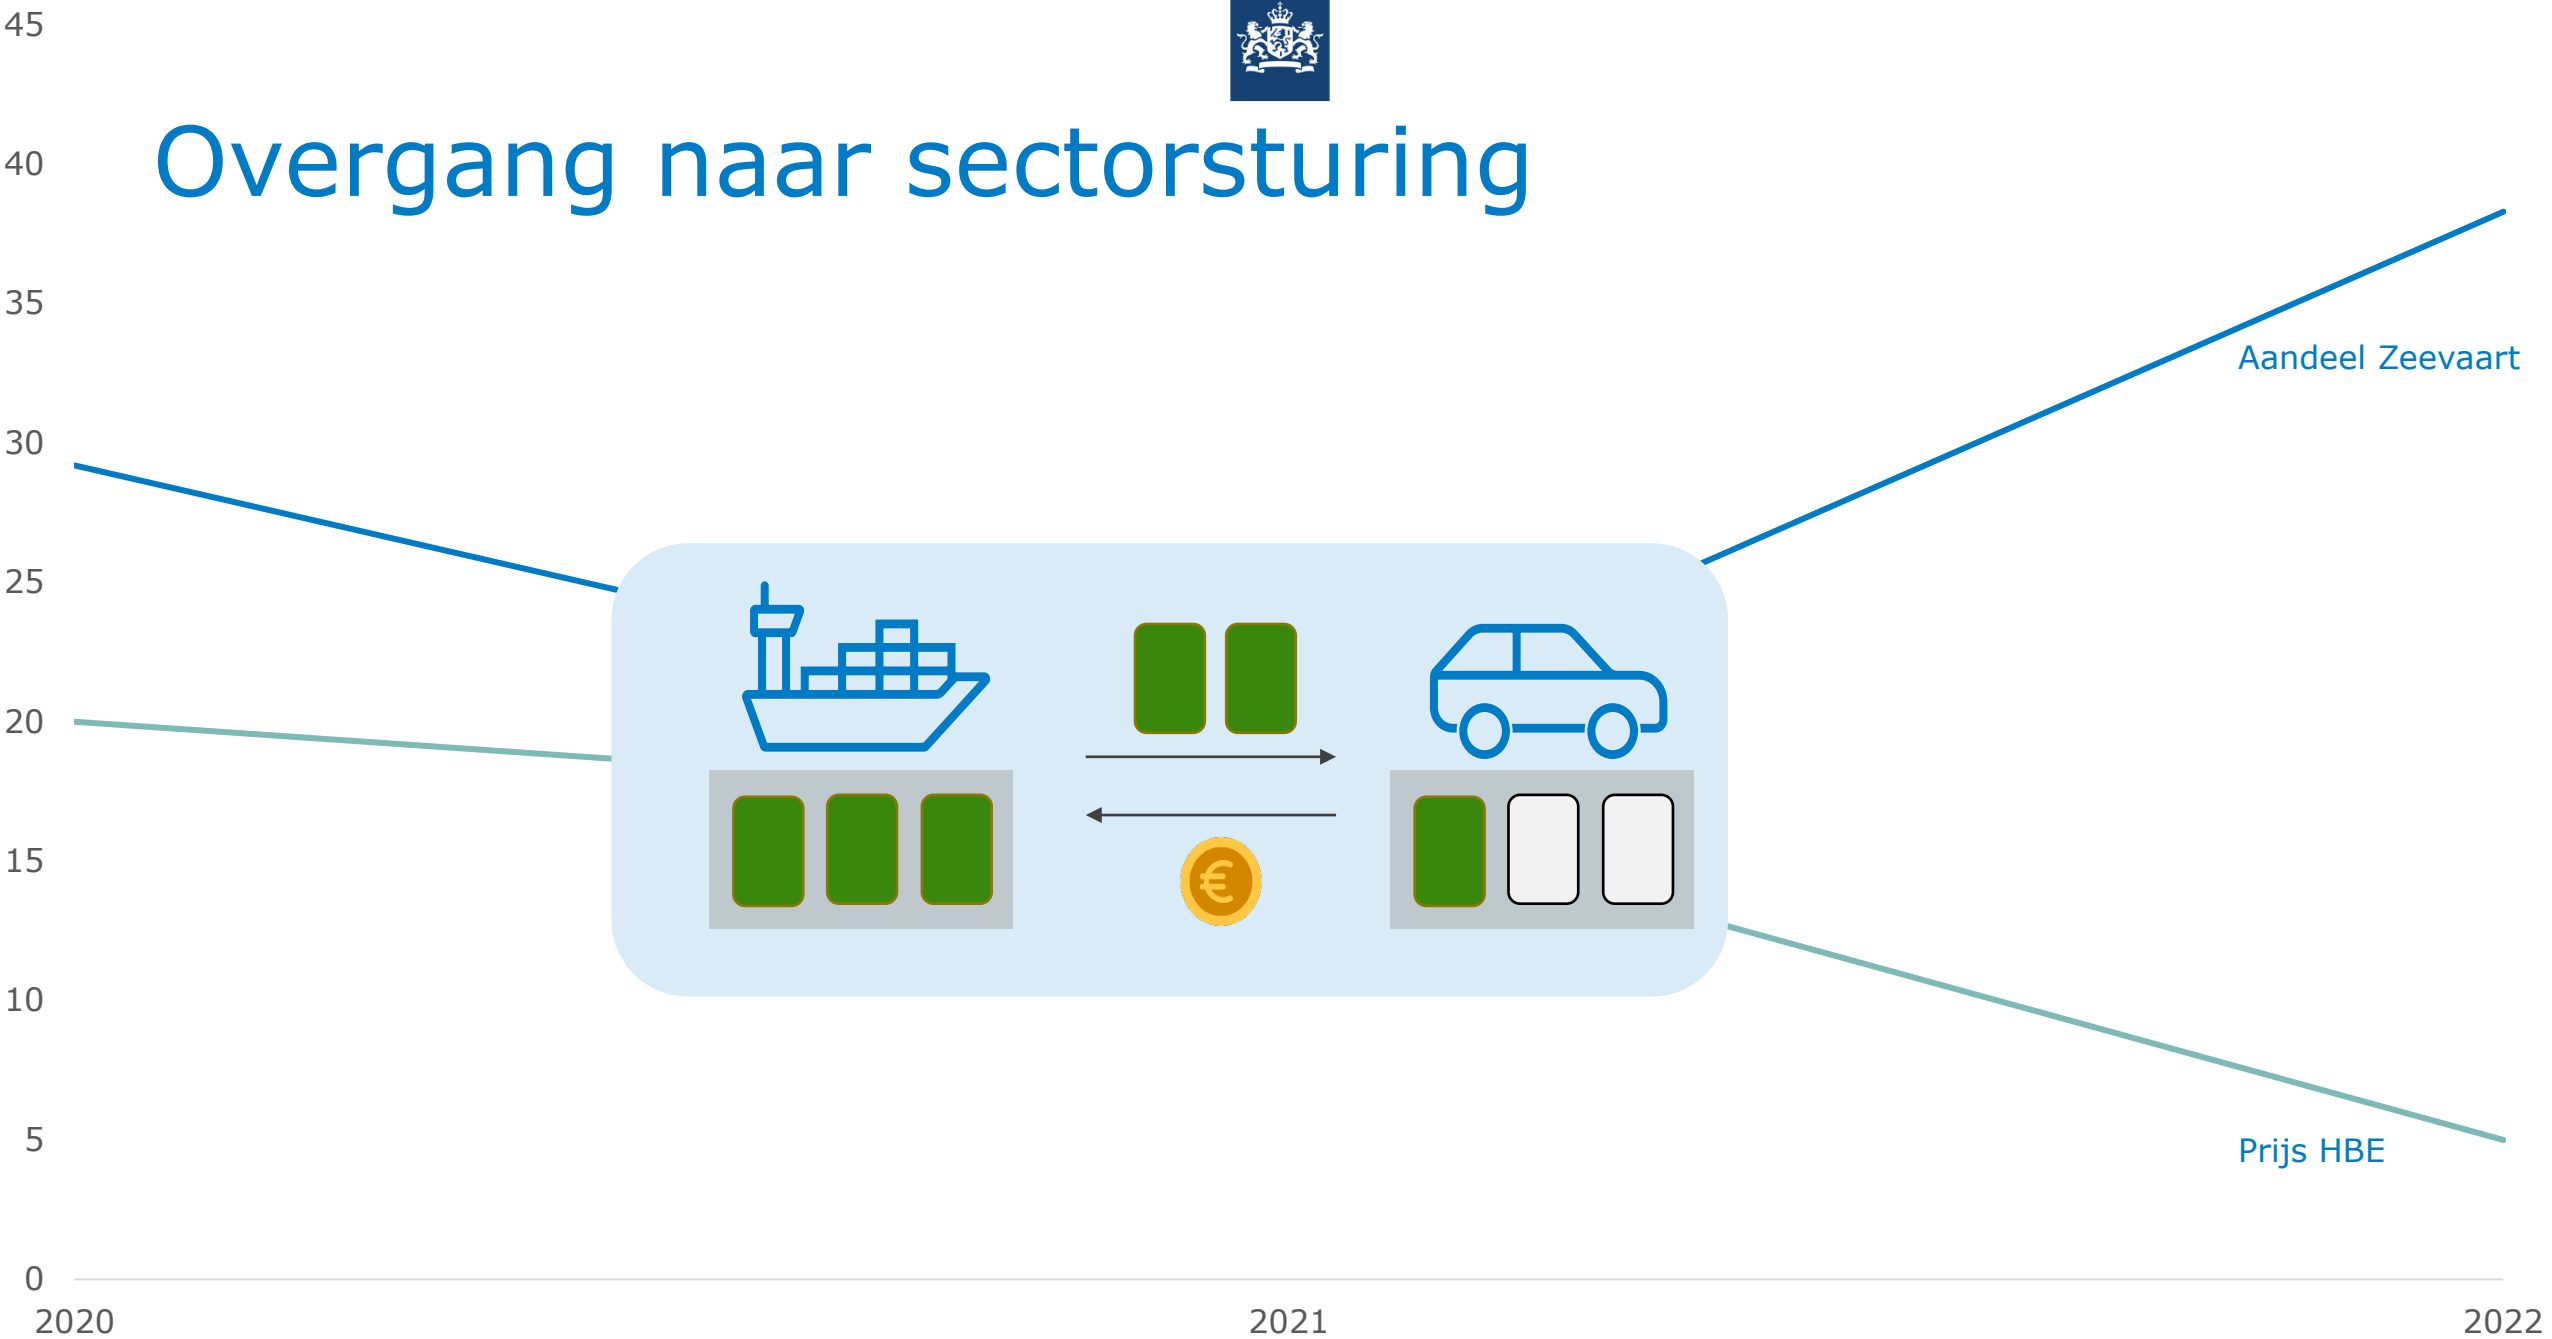 45
Overgang naar sectorsturing
40
35
Aandeel Zeevaart
30
25
20
15
€
10
5
Prijs HBE
0
2020 2021 2022